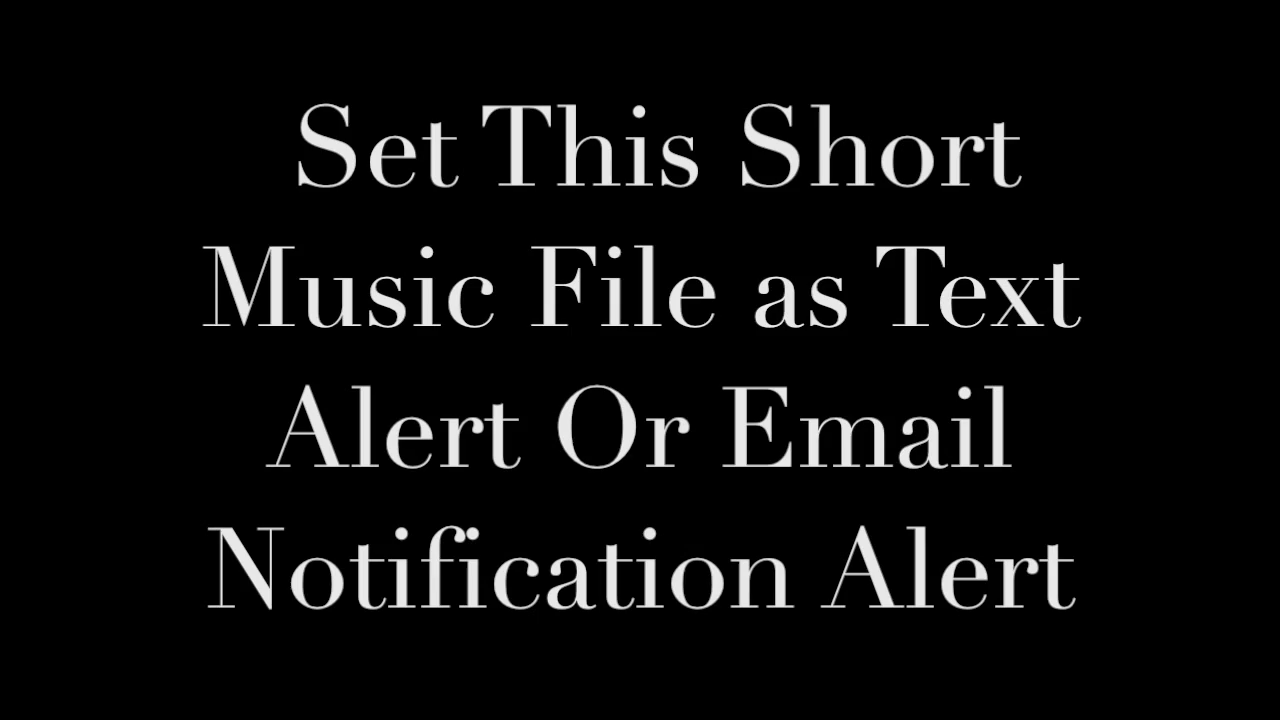 Set This Short
Music File as Text
Alert Or Email
Notification Alert